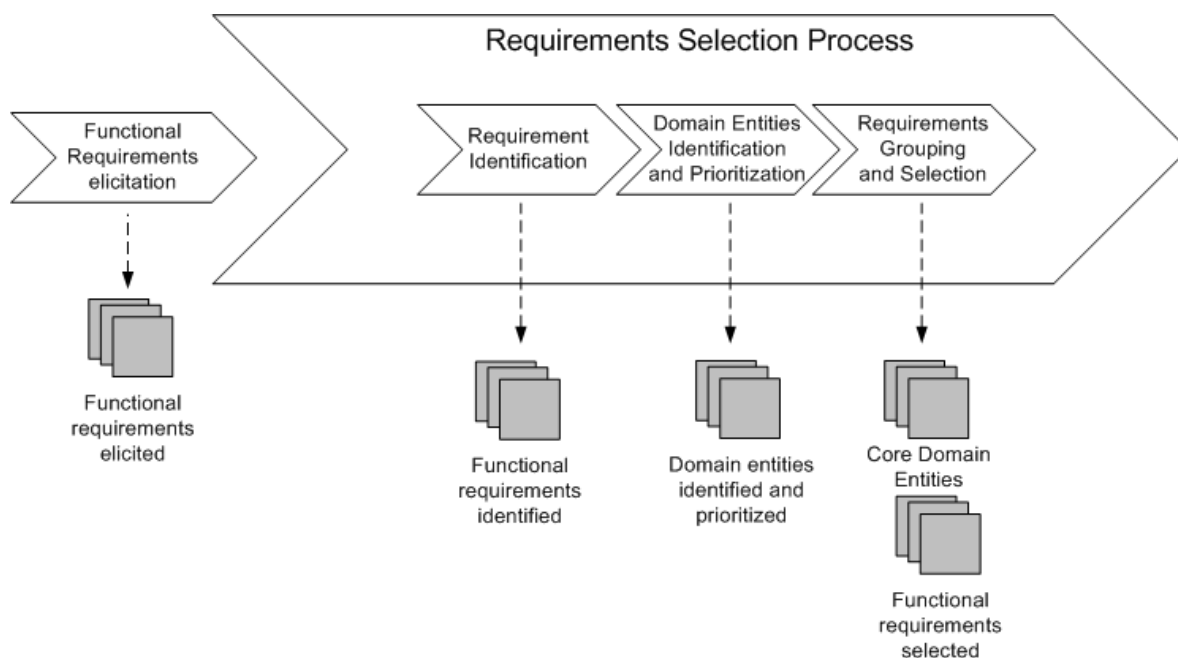 Requirements Selection Process
Functional
Requirements
elicitation
Requirement
Identification
Domain Entities
Identification
and Prioritization
Requirements
Grouping
and Selection
Functional
requirements
elicited
Functional
requirements
identified
Domain entities
identified and
prioritized
Core Domain
Entities
Functional
requirements
selected